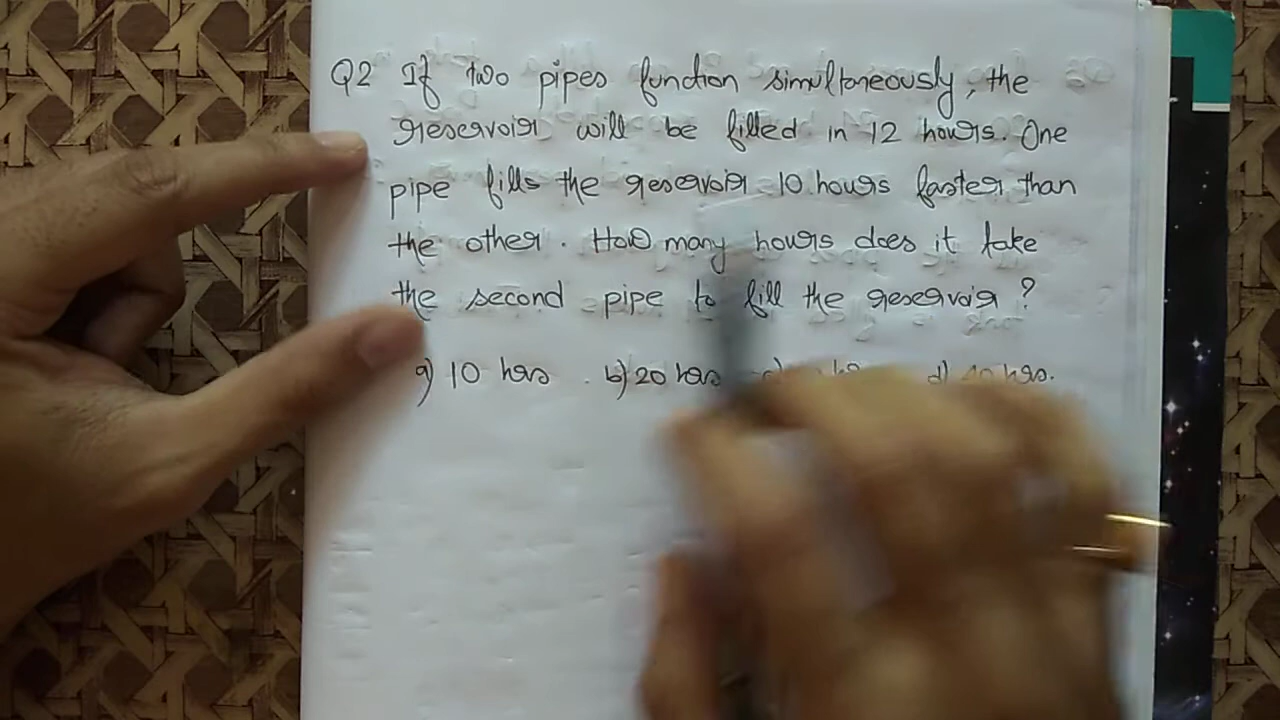 Q2 If two pipes function simultaneously, the
reservoir will be filled in 12 hours. One
pipe fills the reservoir 10 hours faster than
the other. How many hours does it take
the second pipe to fill the reservoir?
a) 10 hrs . b) 20 hrs d) hrs.